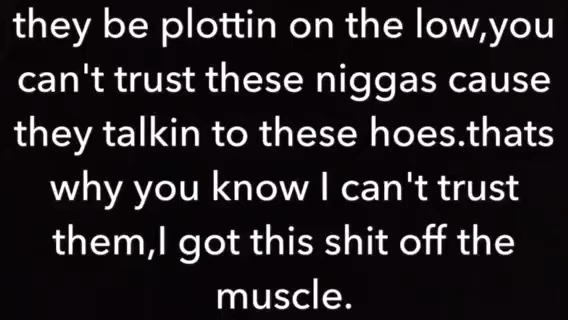 they be plottin on the low,you
can't trust these niggas cause
they talkin to these hoes.thats
why you know I can't trust
them,I got this shit off the
muscle.